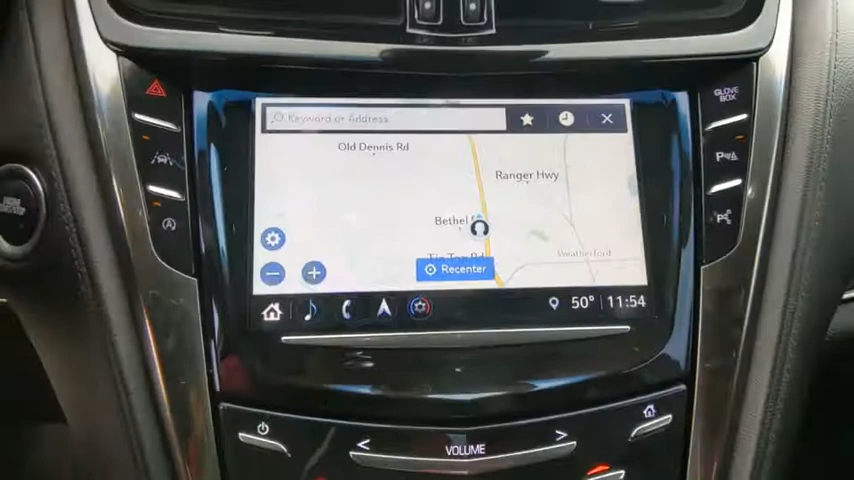 GLOVE
BOX
Keyword or Address
Old Dennis Rd
Ranger Hwy
Bethel
Weatherford
Recenter
50° 11:54
VOLUME